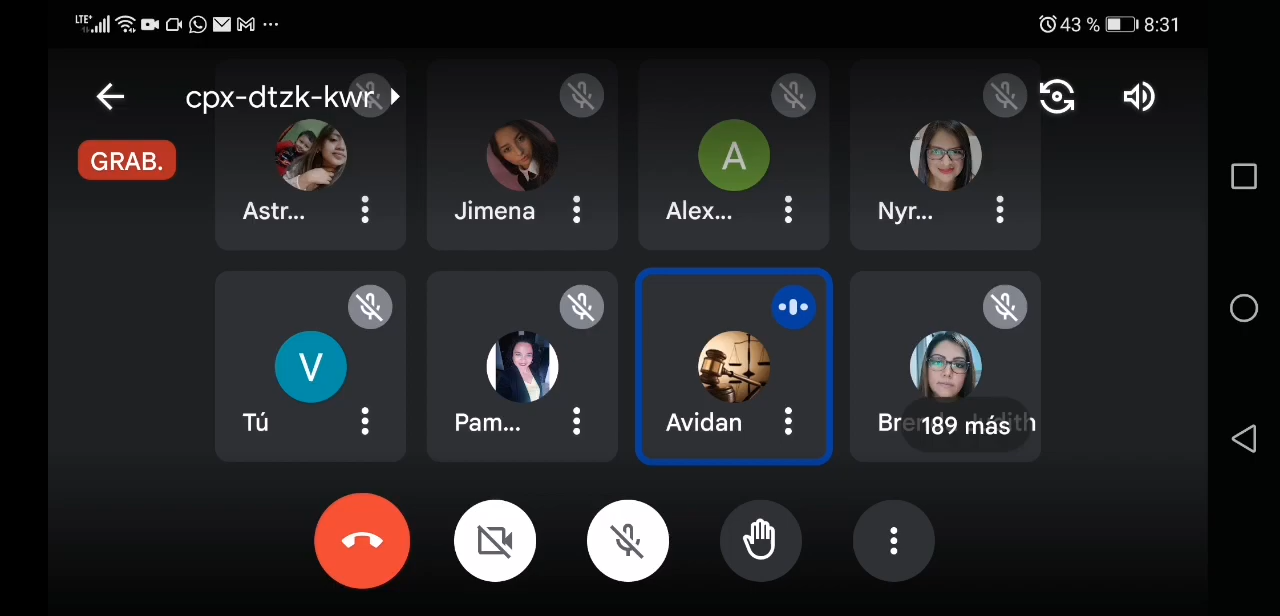 LTE+ 43 % 8:31
cpx-dtzk-kwr
GRAB.
A
Astr... Jimena Alex... Nyr...
V
Tú Pam... Avidan
189 más